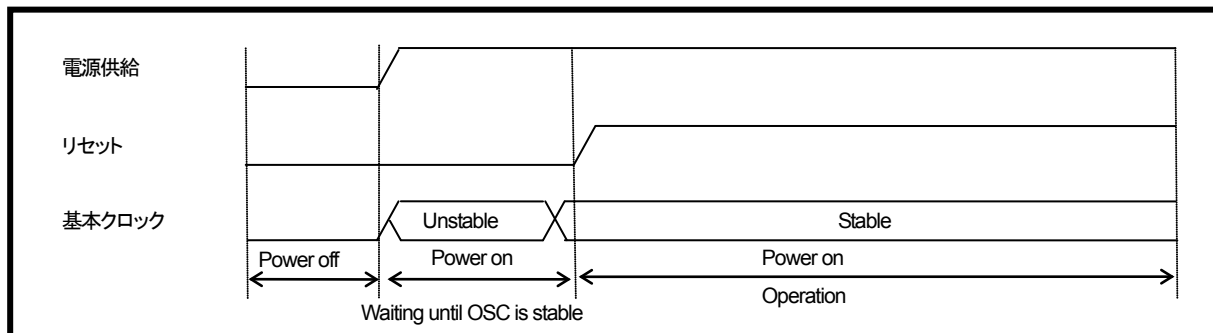 電源供給
リセット
基本クロック
Unstable
Stable
Power off
Power on
Power on
Waiting until OSC is stable
Operation